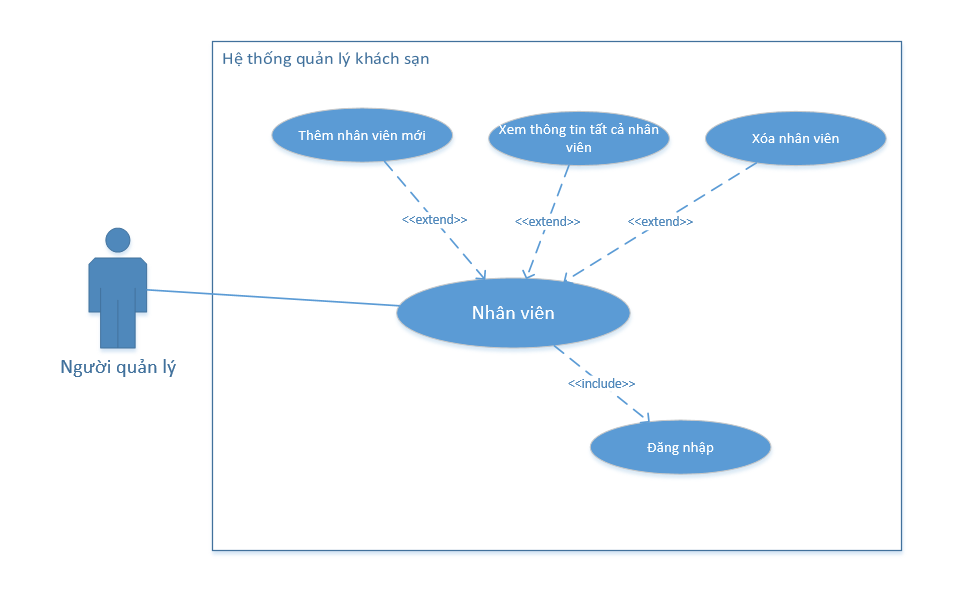 Hệ thống quản lý khách sạn
Thêm nhân viên mới
Xem thông tin tất cả nhân
viên
Xóa nhân viên
<<extend>>
<<extend>>
<<extend>>
Nhân viên
Người quản lý
<<include>>
Đăng nhập